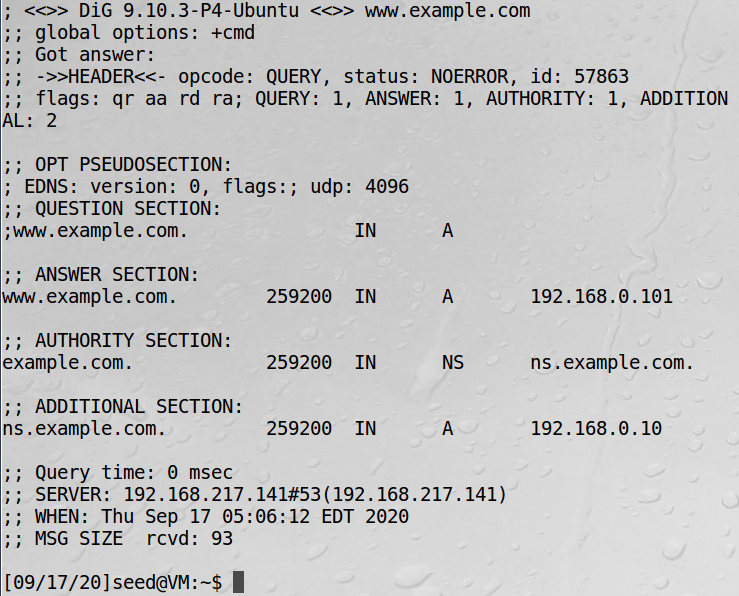 ; <<>> DiG 9.10.3-P4-Ubuntu <<>> www.example.com
;; global options: +cmd
;; Got answer:
;; ->>HEADER<<- opcode: QUERY, status: NOERROR, id: 57863
;; flags: qr aa rd ra; QUERY: 1, ANSWER: 1, AUTHORITY: 1, ADDITION
AL: 2
;; OPT PSEUDOSECTION:
; EDNS: version: 0, flags:; udp: 4096
;; QUESTION SECTION:
;www.example.com. IN A
;; ANSWER SECTION:
www.example.com. 259200 IN A 192.168.0.101
;; AUTHORITY SECTION:
example.com. 259200 IN NS ns.example.com.
;; ADDITIONAL SECTION:
ns.example.com. 259200 IN A 192.168.0.10
;; Query time: 0 msec
;; SERVER: 192.168.217.141#53(192.168.217.141)
;; WHEN: Thu Sep 17 05:06:12 EDT 2020
;; MSG SIZE rcvd: 93
[09/17/20]seed@VM:~$